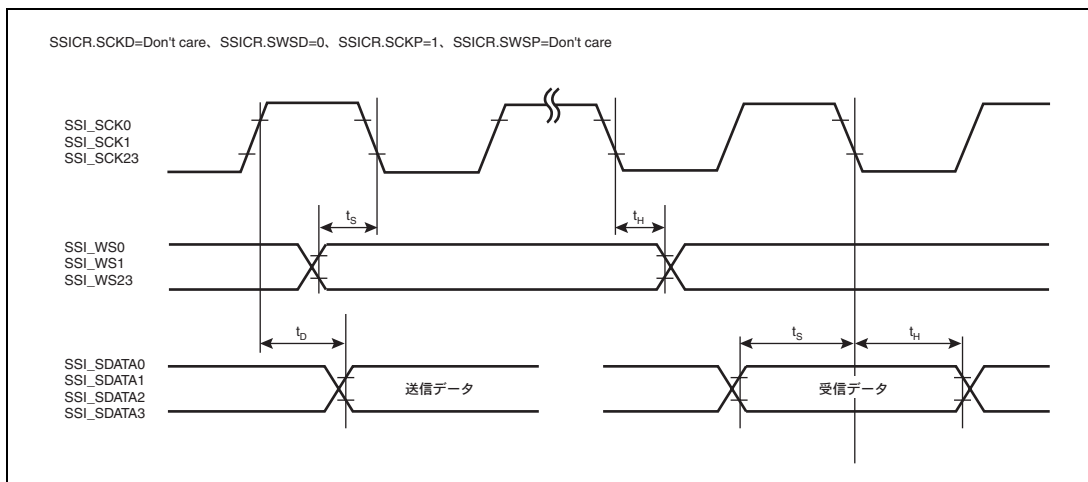 SSICR.SCKD=Don't care、SSICR.SWSD=0、SSICR.SCKP=1、SSICR.SWSP=Don't care
SSI_SCK0
SSI_SCK1
SSI_SCK23
tS
tH
SSI_WS0
SSI_WS1
SSI_WS23
tD
tS
tH
SSI_SDATA0
SSI_SDATA1
SSI_SDATA2
SSI_SDATA3
送信データ
受信データ